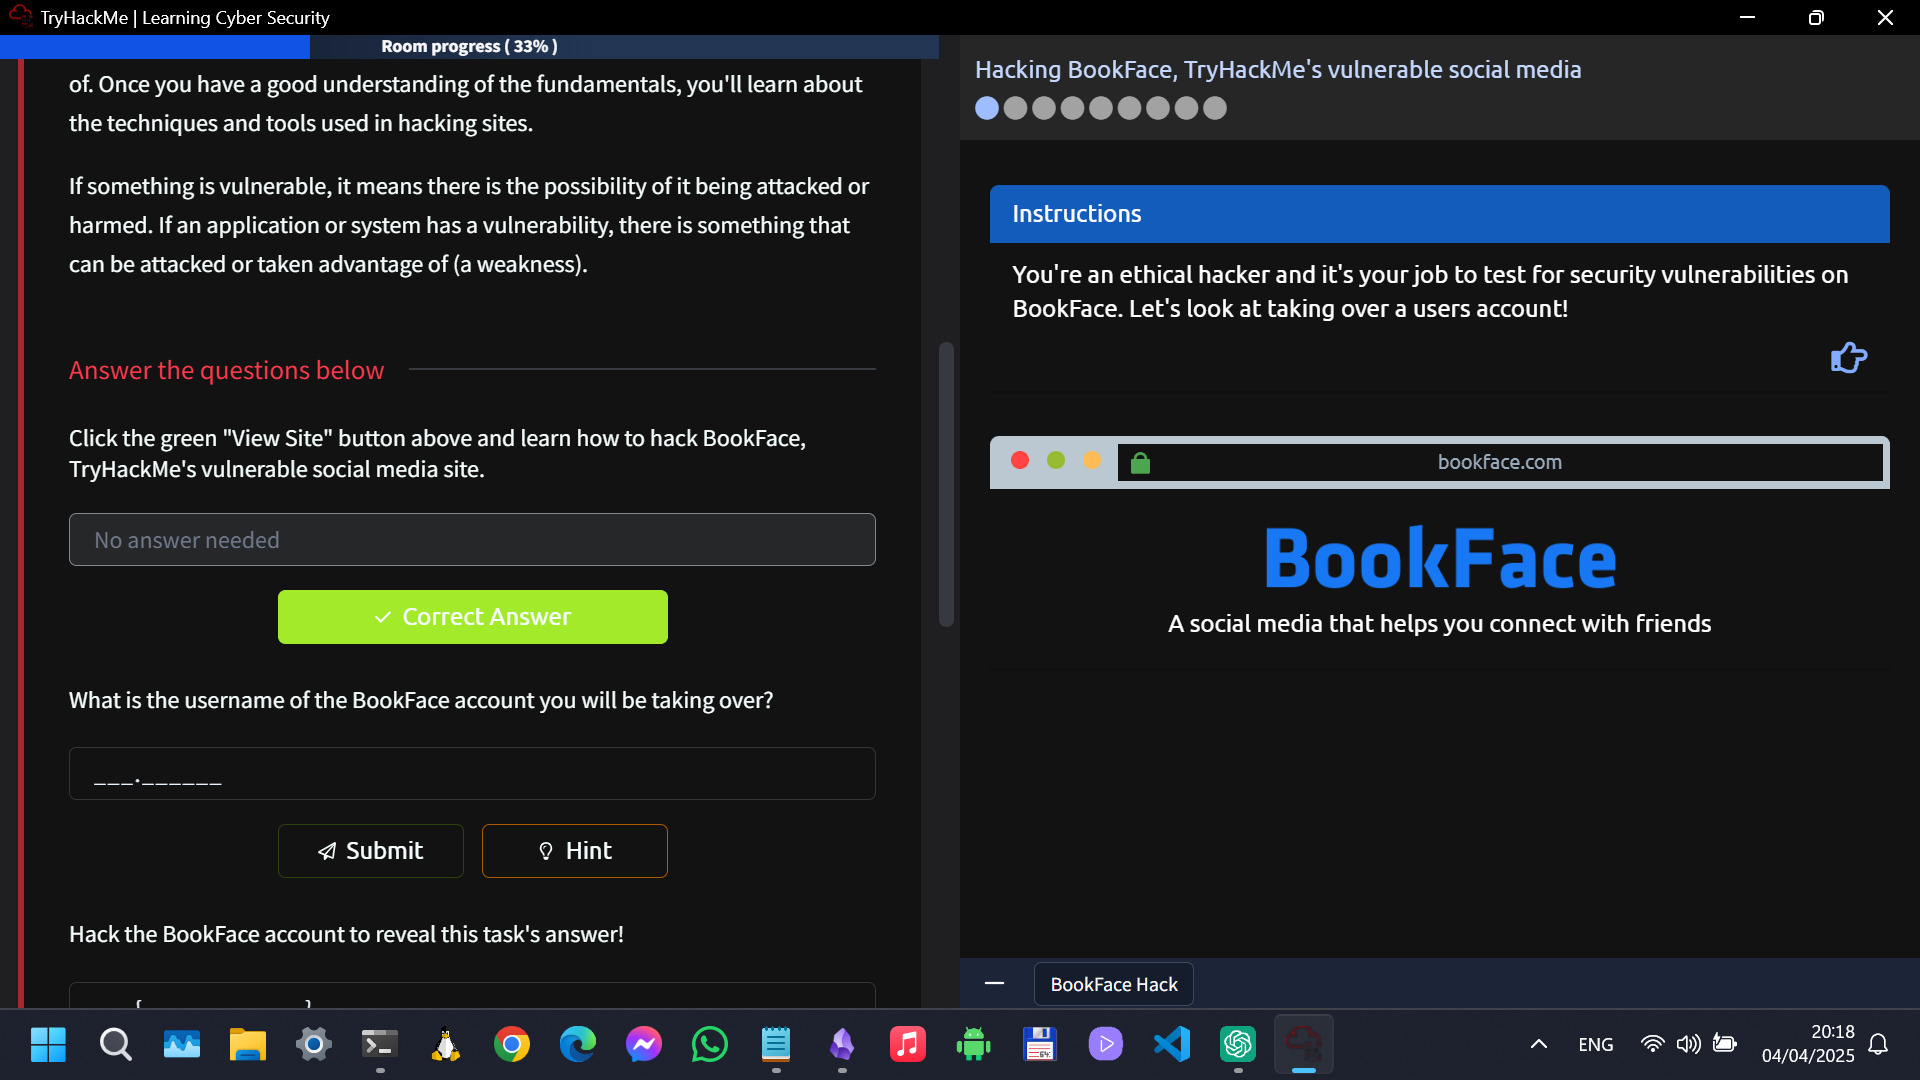 TryHackMe | Learning Cyber Security
Room progress ( 33% )
of. Once you have a good understanding of the fundamentals, you'll learn about
the techniques and tools used in hacking sites.
If something is vulnerable, it means there is the possibility of it being attacked or
harmed. If an application or system has a vulnerability, there is something that
can be attacked or taken advantage of (a weakness).
Answer the questions below
Click the green "View Site" button above and learn how to hack BookFace,
TryHackMe's vulnerable social media site.
No answer needed
Correct Answer
What is the username of the BookFace account you will be taking over?
___.______
Submit
Hint
Hack the BookFace account to reveal this task's answer!
Hacking BookFace, TryHackMe's vulnerable social media
Instructions
You're an ethical hacker and it's your job to test for security vulnerabilities on
BookFace. Let's look at taking over a users account!
bookface.com
BookFace
A social media that helps you connect with friends
BookFace Hack
64
ENG
20:18
04/04/2025